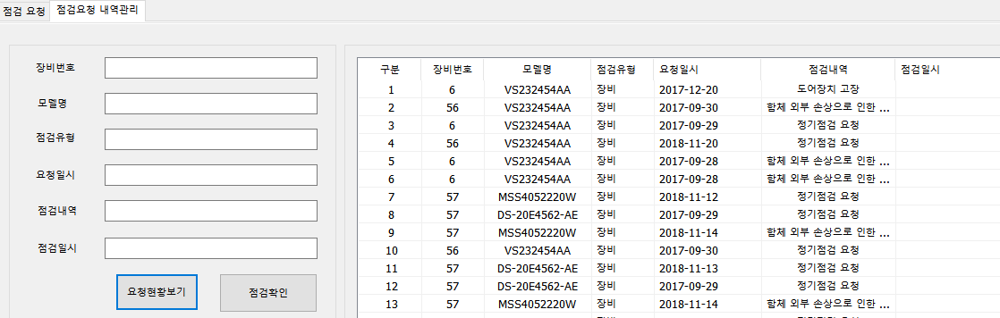 점검 요청 점검요청 내역관리
장비번호
모델명
점검유형
요청일시
점검내역
점검일시
요청현황보기 점검확인
구분 장비번호 모델명 점검유형 요청일시 점검내역 점검일시
1 6 VS232454AA 장비 2017-12-20 도어장치 고장
2 56 VS232454AA 장비 2017-09-30 함체 외부 손상으로 인한 ...
3 6 VS232454AA 장비 2017-09-29 정기점검 요청
4 56 VS232454AA 장비 2018-11-20 정기점검 요청
5 6 VS232454AA 장비 2017-09-28 함체 외부 손상으로 인한 ...
6 6 VS232454AA 장비 2017-09-28 함체 외부 손상으로 인한 ...
7 57 MSS4052220W 장비 2018-11-12 정기점검 요청
8 57 DS-20E4562-AE 장비 2017-09-29 정기점검 요청
9 57 MSS4052220W 장비 2018-11-14 함체 외부 손상으로 인한 ...
10 56 VS232454AA 장비 2017-09-29 정기점검 요청
11 57 DS-20E4562-AE 장비 2018-11-13 정기점검 요청
12 57 DS-20E4562-AE 장비 2017-09-29 정기점검 요청
13 57 MSS4052220W 장비 2018-11-14 함체 외부 손상으로 인한 ...